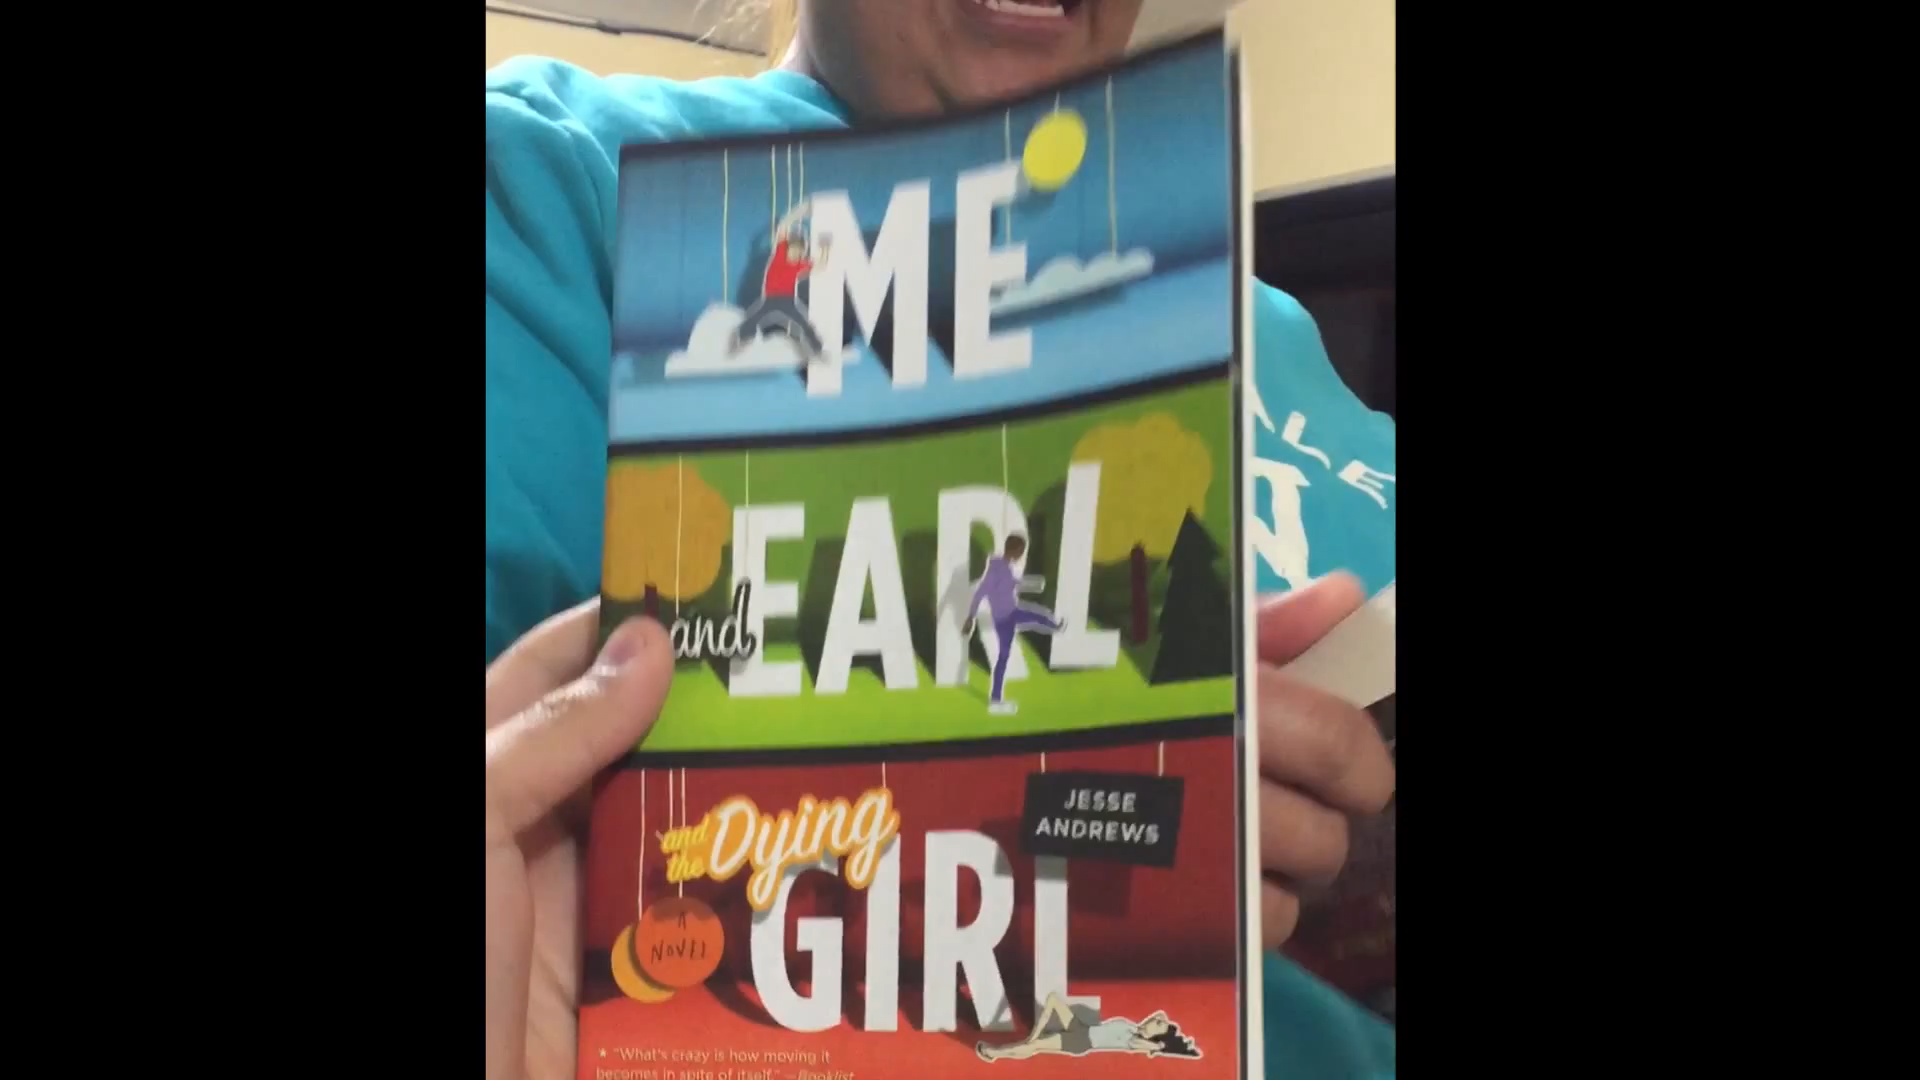 ME
and EARL
and the Dying
GIRL
JESSE
ANDREWS
A
NOVEL
★ "What's crazy is how moving it
becomes in spite of itself." —Booklist
ALE